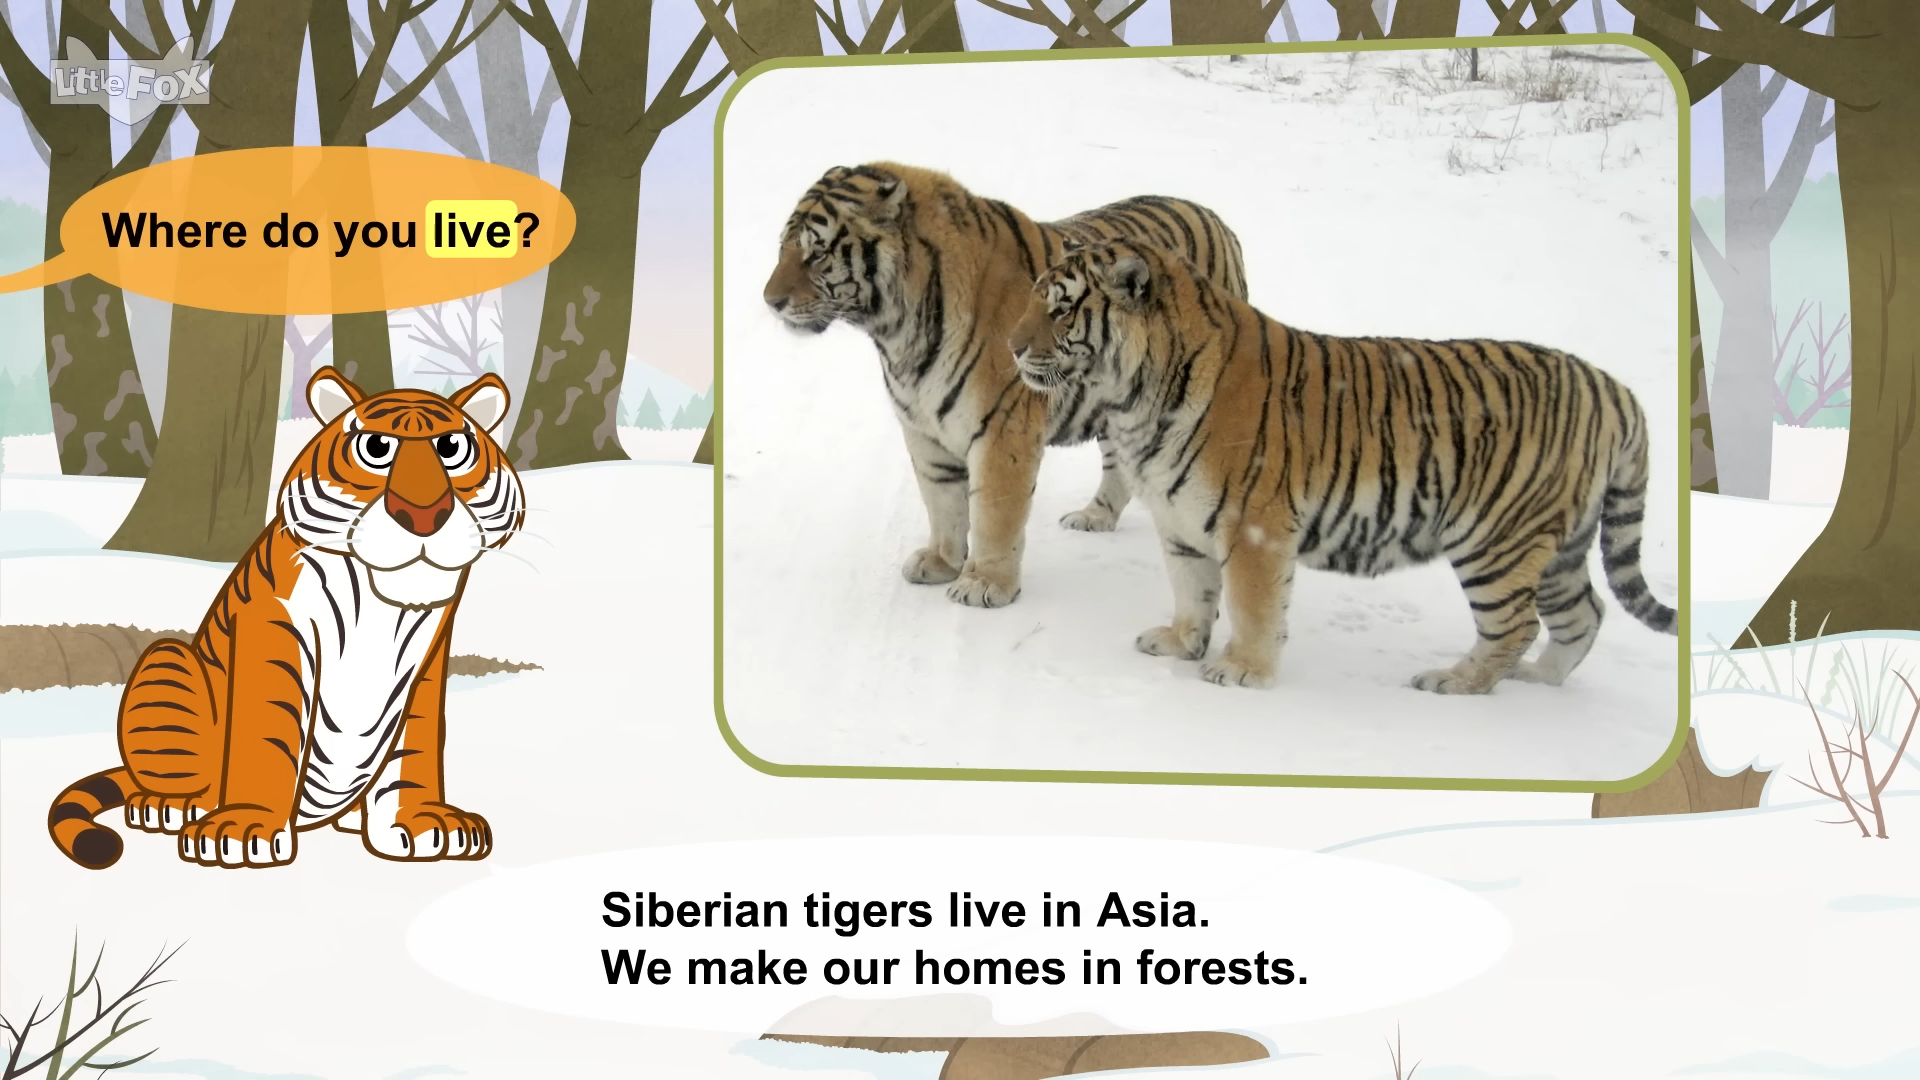 Little Fox
Where do you live?
Siberian tigers live in Asia.
We make our homes in forests.